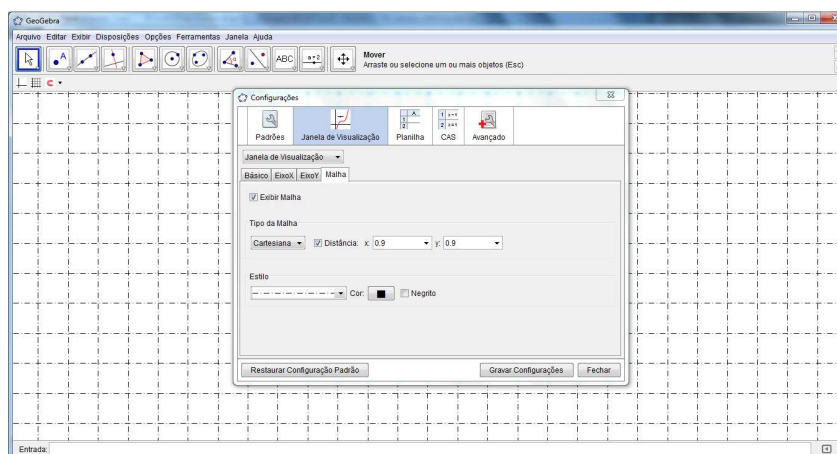 GeoGebra
Arquivo Editar Exibir Disposições Opções Ferramentas Janela Ajuda
ABC a=2 Mover
Arraste ou selecione um ou mais objetos (Esc)
Configurações
Padrões Janela de Visualização Planilha CAS Avançado
Janela de Visualização
Básico EixoX EixoY Malha
Exibir Malha
Tipo da Malha
Cartesiana Distância: x: 0.9 y: 0.9
Estilo
Cor: Negrito
Restaurar Configuração Padrão Gravar Configurações Fechar
Entrada: